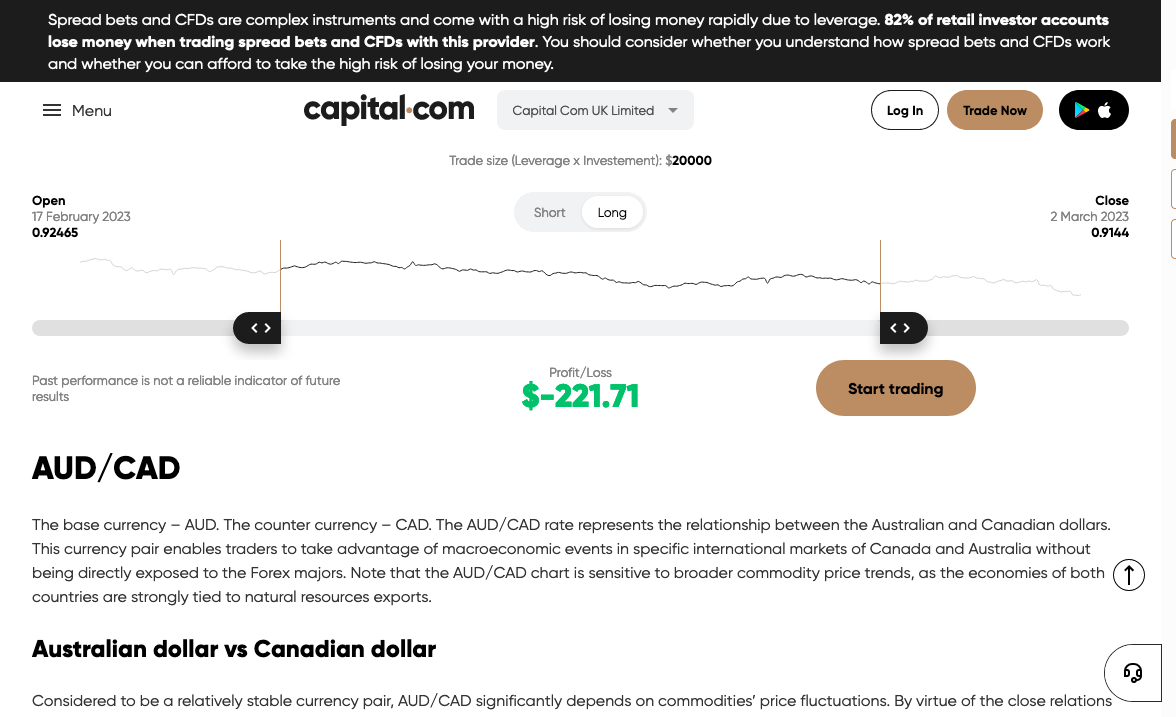 Spread bets and CFDs are complex instruments and come with a high risk of losing money rapidly due to leverage. 82% of retail investor accounts
lose money when trading spread bets and CFDs with this provider. You should consider whether you understand how spread bets and CFDs work
and whether you can afford to take the high risk of losing your money.
Menu
capital.com
Capital Com UK Limited
Log In
Trade Now
Trade size (Leverage x Investement): $20000
Open
17 February 2023
0.92465
Short
Long
Close
2 March 2023
0.9144
Past performance is not a reliable indicator of future
results
Profit/Loss
$-221.71
Start trading
AUD/CAD
The base currency – AUD. The counter currency – CAD. The AUD/CAD rate represents the relationship between the Australian and Canadian dollars.
This currency pair enables traders to take advantage of macroeconomic events in specific international markets of Canada and Australia without
being directly exposed to the Forex majors. Note that the AUD/CAD chart is sensitive to broader commodity price trends, as the economies of both
countries are strongly tied to natural resources exports.
Australian dollar vs Canadian dollar
Considered to be a relatively stable currency pair, AUD/CAD significantly depends on commodities’ price fluctuations. By virtue of the close relations